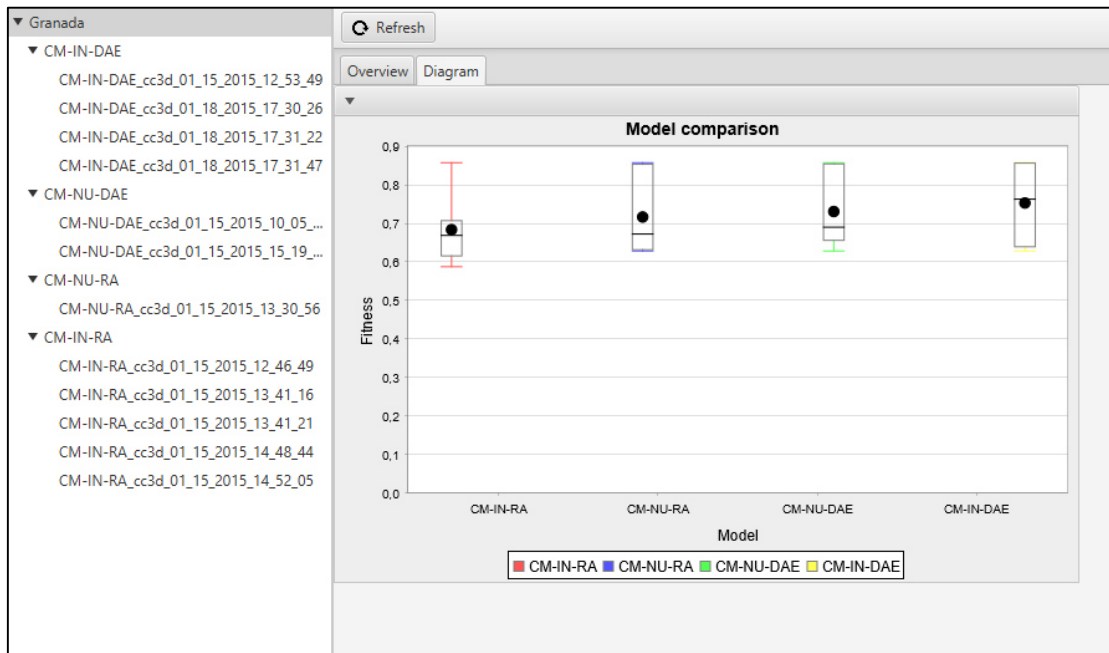 Granada
CM-IN-DAE
CM-IN-DAE_cc3d_01_15_2015_12_53_49
CM-IN-DAE_cc3d_01_18_2015_17_30_26
CM-IN-DAE_cc3d_01_18_2015_17_31_22
CM-IN-DAE_cc3d_01_18_2015_17_31_47
CM-NU-DAE
CM-NU-DAE_cc3d_01_15_2015_10_05_...
CM-NU-DAE_cc3d_01_15_2015_15_19_...
CM-NU-RA
CM-NU-RA_cc3d_01_15_2015_13_30_56
CM-IN-RA
CM-IN-RA_cc3d_01_15_2015_12_46_49
CM-IN-RA_cc3d_01_15_2015_13_41_16
CM-IN-RA_cc3d_01_15_2015_13_41_21
CM-IN-RA_cc3d_01_15_2015_14_48_44
CM-IN-RA_cc3d_01_15_2015_14_52_05
Refresh
Overview Diagram
Model comparison
0,9
0,8
0,7
0,6
0,5
0,4
0,3
0,2
0,1
0,0
Fitness
CM-IN-RA CM-NU-RA CM-NU-DAE CM-IN-DAE
Model
CM-IN-RA CM-NU-RA CM-NU-DAE CM-IN-DAE